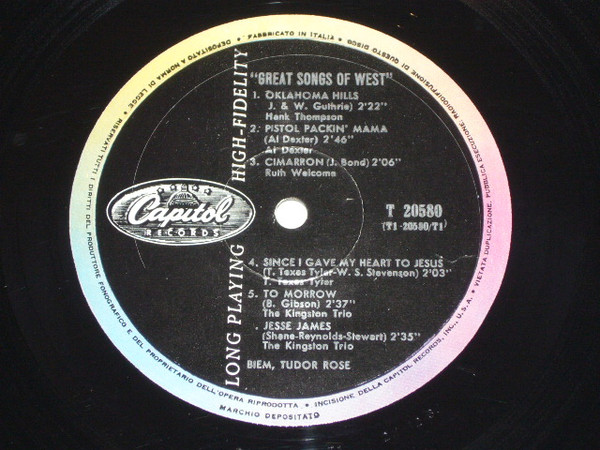 "GREAT SONGS OF WEST"
1. OKLAHOMA HILLS
J. & W. Guthrie) 2'22"
Hank Thompson
2. PISTOL PACKIN' MAMA
(Al Dexter) 2'46"
Al Dexter
3. CIMARRON (J. Bond) 2'06"
Ruth Welcome
Capitol
RECORDS
LONG PLAYING HIGH-FIDELITY
T 20580
(T1-20580/T1)
4. SINCE I GAVE MY HEART TO JESUS
(T. Texes Tyler-W. S. Stevenson) 2'03"
T. Texes Tyler
5. TO MORROW
(B. Gibson) 2'37"
The Kingston Trio
. JESSE JAMES
(Shane-Reynolds-Stewart) 2'35"
The Kingston Trio
BIEM, TUDOR ROSE
FABBRICATO IN ITALIA • DEPOSITATO A NORMA DI LEGGE • RISERVATI TUTTI I DIRITTI DEL PRODUTTORE FONOGRAFICO E DEL PROPRIETARIO DELL'OPERA RIPRODOTTA • INCISIONE DELLA CAPITOL RECORDS, INC., U.S.A. • VIETATA DUPLICAZIONE, PUBBLICA ESECUZIONE, RADIODIFFUSIONE DI QUESTO DISCO •
MARCHIO DEPOSITATO